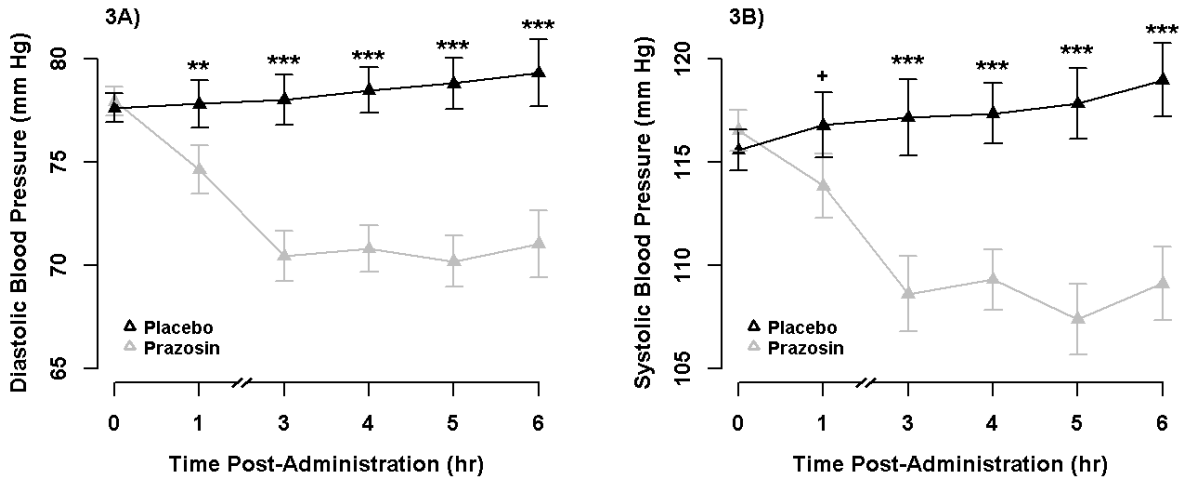 3A)
Diastolic Blood Pressure (mm Hg)
80
75
70
65
** *** *** *** ***
Placebo
Prazosin
0 1 3 4 5 6
Time Post-Administration (hr)
3B)
Systolic Blood Pressure (mm Hg)
120
115
110
105
+ *** *** *** ***
Placebo
Prazosin
0 1 3 4 5 6
Time Post-Administration (hr)